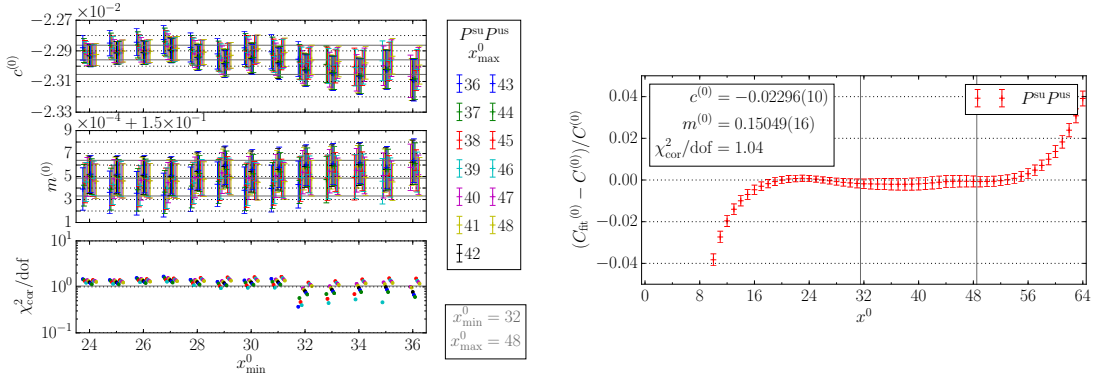 −2.27 ×10⁻²
−2.29
−2.31
−2.33
c⁽⁰⁾
9 ×10⁻⁴ + 1.5×10⁻¹
7
5
3
1
m⁽⁰⁾
10¹
10⁰
10⁻¹
χ²cor/dof
24 26 28 30 32 34 36
x⁰min
PˢᵘPᵘˢ
x⁰max
36 43
37 44
38 45
39 46
40 47
41 48
42
x⁰min = 32
x⁰max = 48
c⁽⁰⁾ = −0.02296(10)
m⁽⁰⁾ = 0.15049(16)
χ²cor/dof = 1.04
PˢᵘPᵘˢ
0.04
0.02
0.00
−0.02
−0.04
(Cfit⁽⁰⁾ − C⁽⁰⁾)/C⁽⁰⁾
0 8 16 24 32 40 48 56 64
x⁰